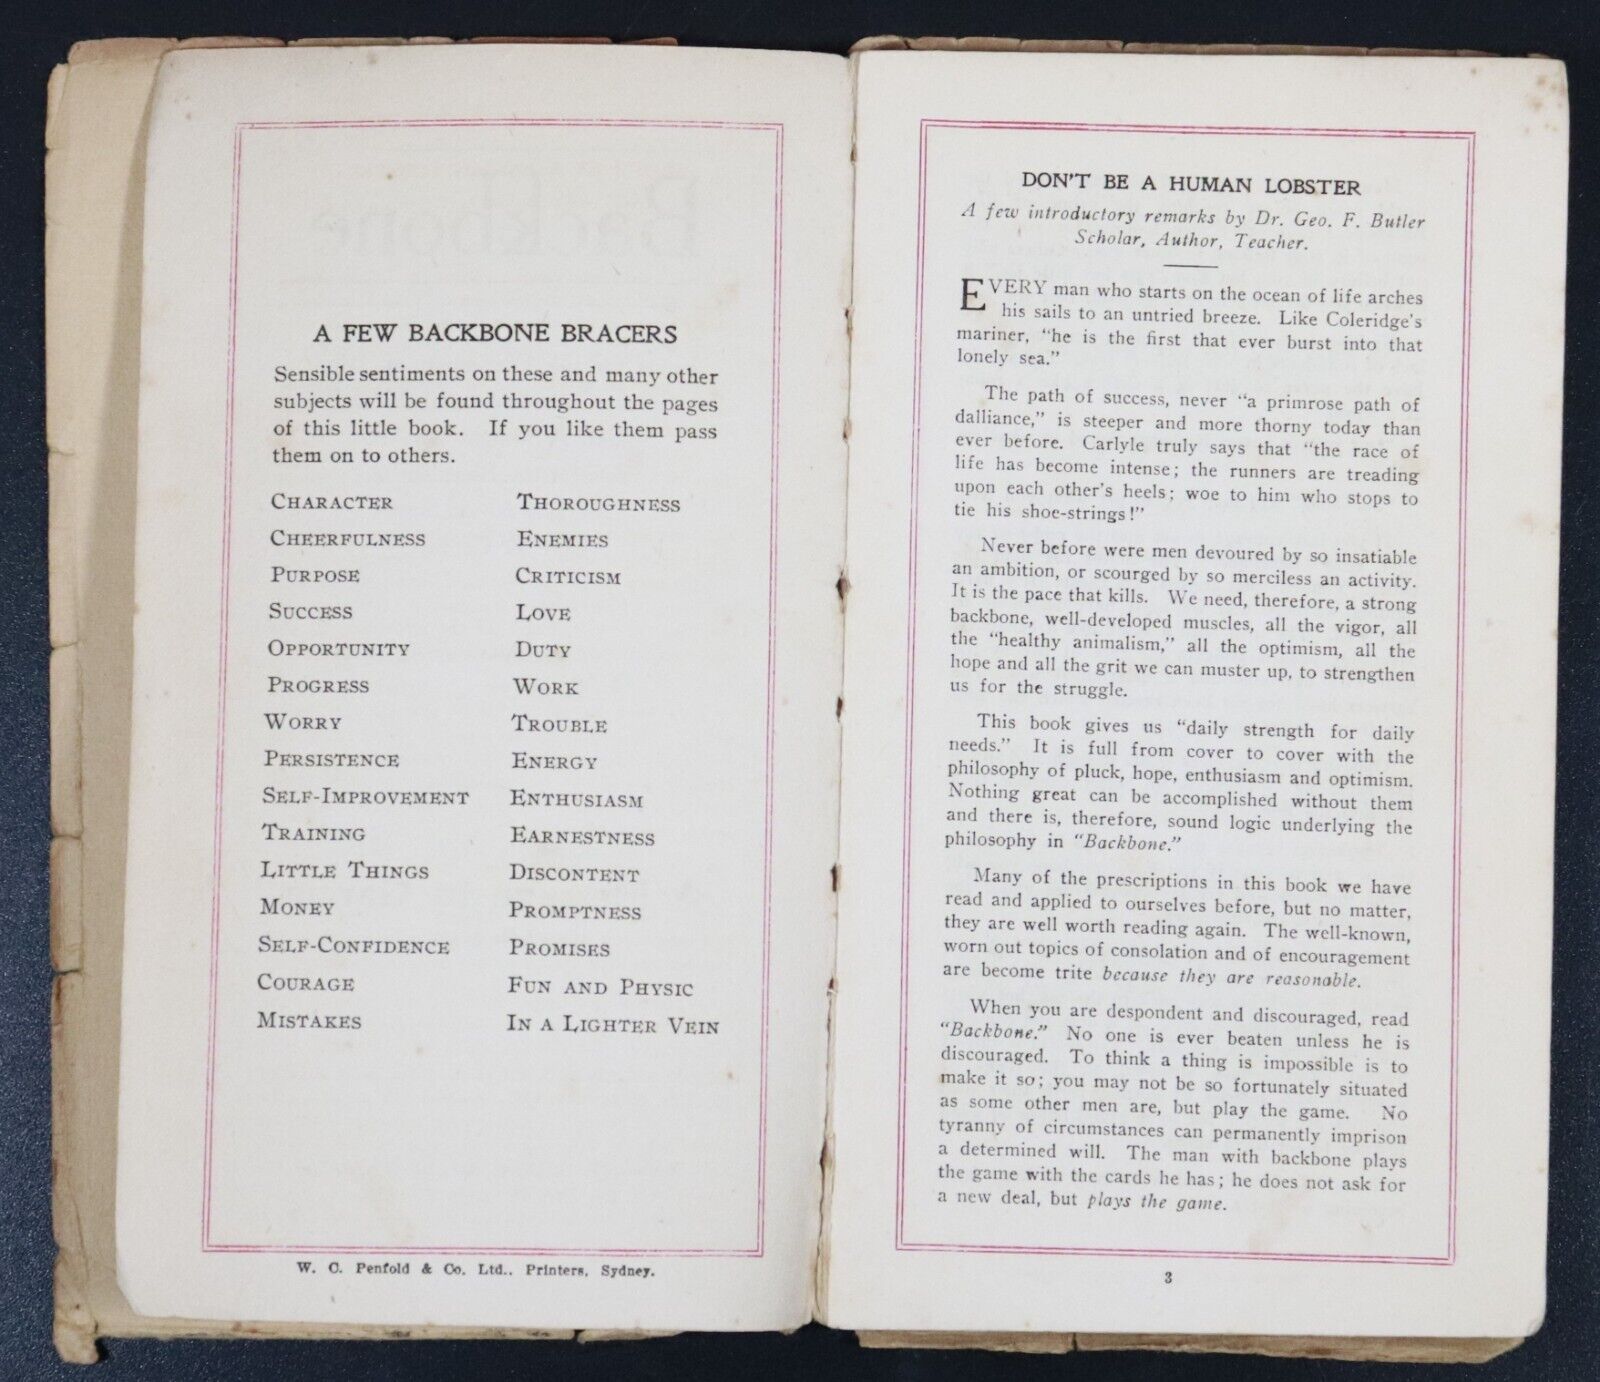 A FEW BACKBONE BRACERS
Sensible sentiments on these and many other
subjects will be found throughout the pages
of this little book. If you like them pass
them on to others.
CHARACTER
CHEERFULNESS
PURPOSE
SUCCESS
OPPORTUNITY
PROGRESS
WORRY
PERSISTENCE
SELF-IMPROVEMENT
TRAINING
LITTLE THINGS
MONEY
SELF-CONFIDENCE
COURAGE
MISTAKES
THOROUGHNESS
ENEMIES
CRITICISM
LOVE
DUTY
WORK
TROUBLE
ENERGY
ENTHUSIASM
EARNESTNESS
DISCONTENT
PROMPTNESS
PROMISES
FUN AND PHYSIC
IN A LIGHTER VEIN
W. C. Penfold & Co. Ltd., Printers, Sydney.
DON'T BE A HUMAN LOBSTER
A few introductory remarks by Dr. Geo. F. Butler
Scholar, Author, Teacher.
EVERY man who starts on the ocean of life arches
his sails to an untried breeze. Like Coleridge's
mariner, "he is the first that ever burst into that
lonely sea."
The path of success, never "a primrose path of
dalliance," is steeper and more thorny today than
ever before. Carlyle truly says that "the race of
life has become intense; the runners are treading
upon each other's heels; woe to him who stops to
tie his shoe-strings!"
Never before were men devoured by so insatiable
an ambition, or scourged by so merciless an activity.
It is the pace that kills. We need, therefore, a strong
backbone, well-developed muscles, all the vigor, all
the "healthy animalism," all the optimism, all the
hope and all the grit we can muster up, to strengthen
us for the struggle.
This book gives us "daily strength for daily
needs." It is full from cover to cover with the
philosophy of pluck, hope, enthusiasm and optimism.
Nothing great can be accomplished without them
and there is, therefore, sound logic underlying the
philosophy in "Backbone."
Many of the prescriptions in this book we have
read and applied to ourselves before, but no matter,
they are well worth reading again. The well-known,
worn out topics of consolation and of encouragement
are become trite because they are reasonable.
When you are despondent and discouraged, read
"Backbone." No one is ever beaten unless he is
discouraged. To think a thing is impossible is to
make it so; you may not be so fortunately situated
as some other men are, but play the game. No
tyranny of circumstances can permanently imprison
a determined will. The man with backbone plays
the game with the cards he has; he does not ask for
a new deal, but plays the game.
3